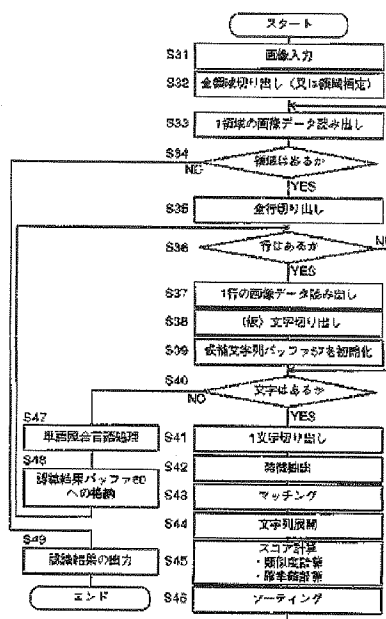 スタート
S31
画像入力
S32
全領域切り出し（又は領域指定）
S33
1領域の画像データ読み出し
S34
領域はあるか
NO
YES
S35
全行切り出し
S36
行はあるか
NO
YES
S37
1行の画像データ読み出し
S38
（仮）文字切り出し
S39
候補文字列バッファ57を初期化
S40
文字はあるか
NO
YES
S47
単語照合言語処理
S48
認識結果バッファ60
への格納
S49
認識結果の出力
エンド
S41
1文字切り出し
S42
特徴抽出
S43
マッチング
S44
文字列展開
S45
スコア計算
・類似度計算
・確率値計算
S46
ソーティング